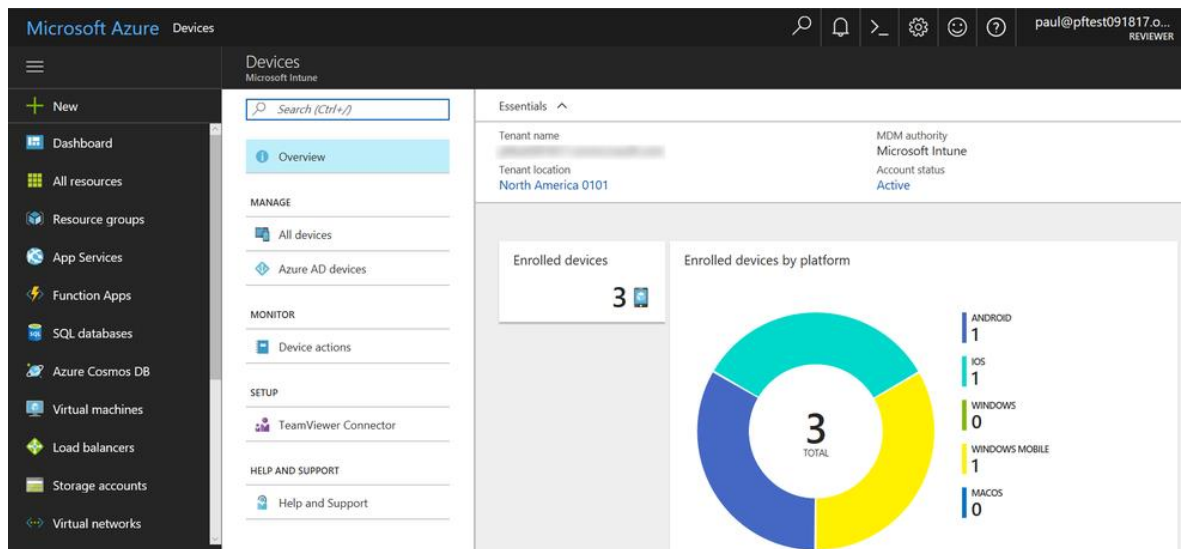 Microsoft Azure Devices
paul@pftest091817.o...
REVIEWER
Devices
Microsoft Intune
New
Dashboard
All resources
Resource groups
App Services
Function Apps
SQL databases
Azure Cosmos DB
Virtual machines
Load balancers
Storage accounts
Virtual networks
Search (Ctrl+/)
Overview
MANAGE
All devices
Azure AD devices
MONITOR
Device actions
SETUP
TeamViewer Connector
HELP AND SUPPORT
Help and Support
Essentials
Tenant name
Tenant location
North America 0101
MDM authority
Microsoft Intune
Account status
Active
Enrolled devices
3
Enrolled devices by platform
3
TOTAL
ANDROID
1
IOS
1
WINDOWS
0
WINDOWS MOBILE
1
MACOS
0